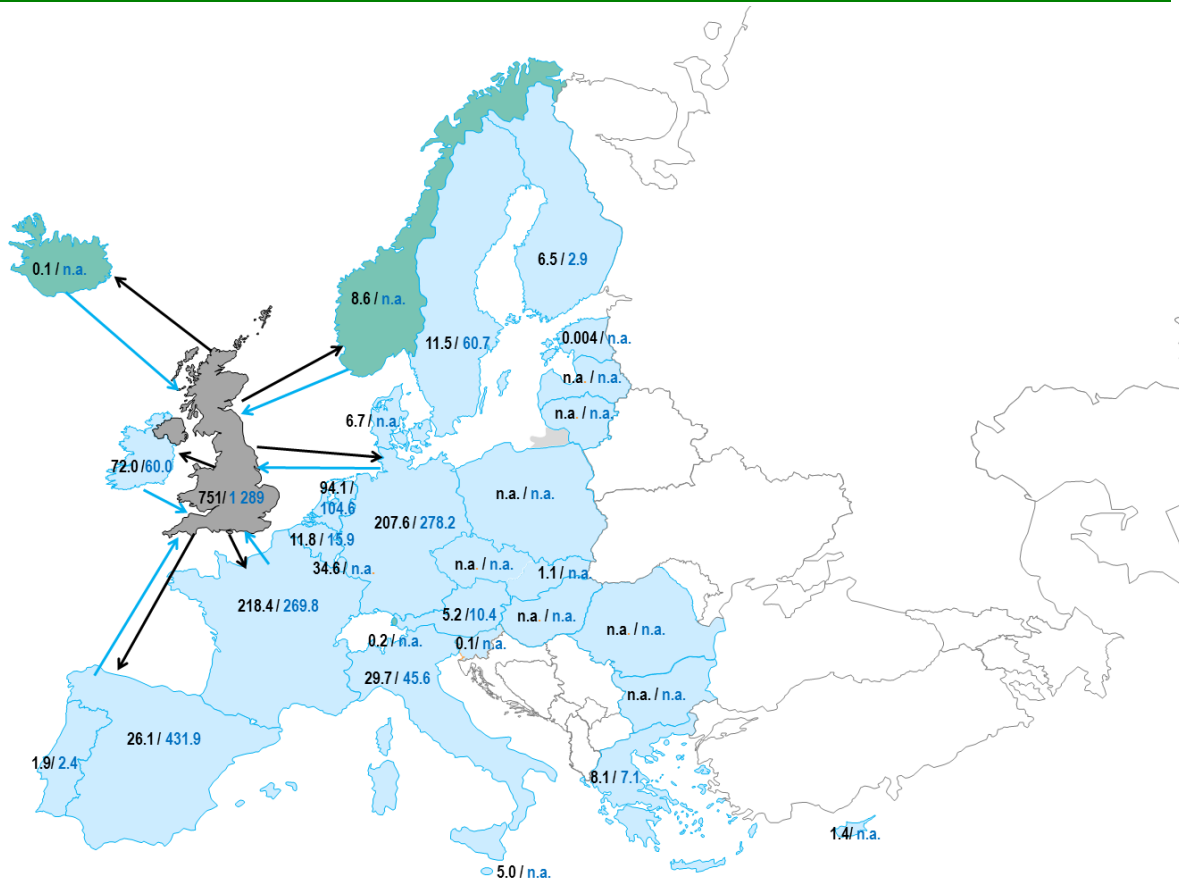 0.1 / n.a.
8.6 / n.a.
6.5 / 2.9
11.5 / 60.7
0.004 / n.a.
n.a. / n.a.
n.a. / n.a.
6.7 / n.a.
72.0 /60.0
751/ 1 289
94.1 /
104.6
n.a. / n.a.
207.6 / 278.2
11.8 / 15.9
34.6 / n.a.
n.a. / n.a.
1.1 / n.a.
218.4 / 269.8
5.2 /10.4
n.a. / n.a.
n.a. / n.a.
0.2 / n.a.
0.1/ n.a.
29.7 / 45.6
n.a. / n.a.
26.1 / 431.9
1.9/ 2.4
8.1 / 7.1
1.4/ n.a.
5.0 / n.a.